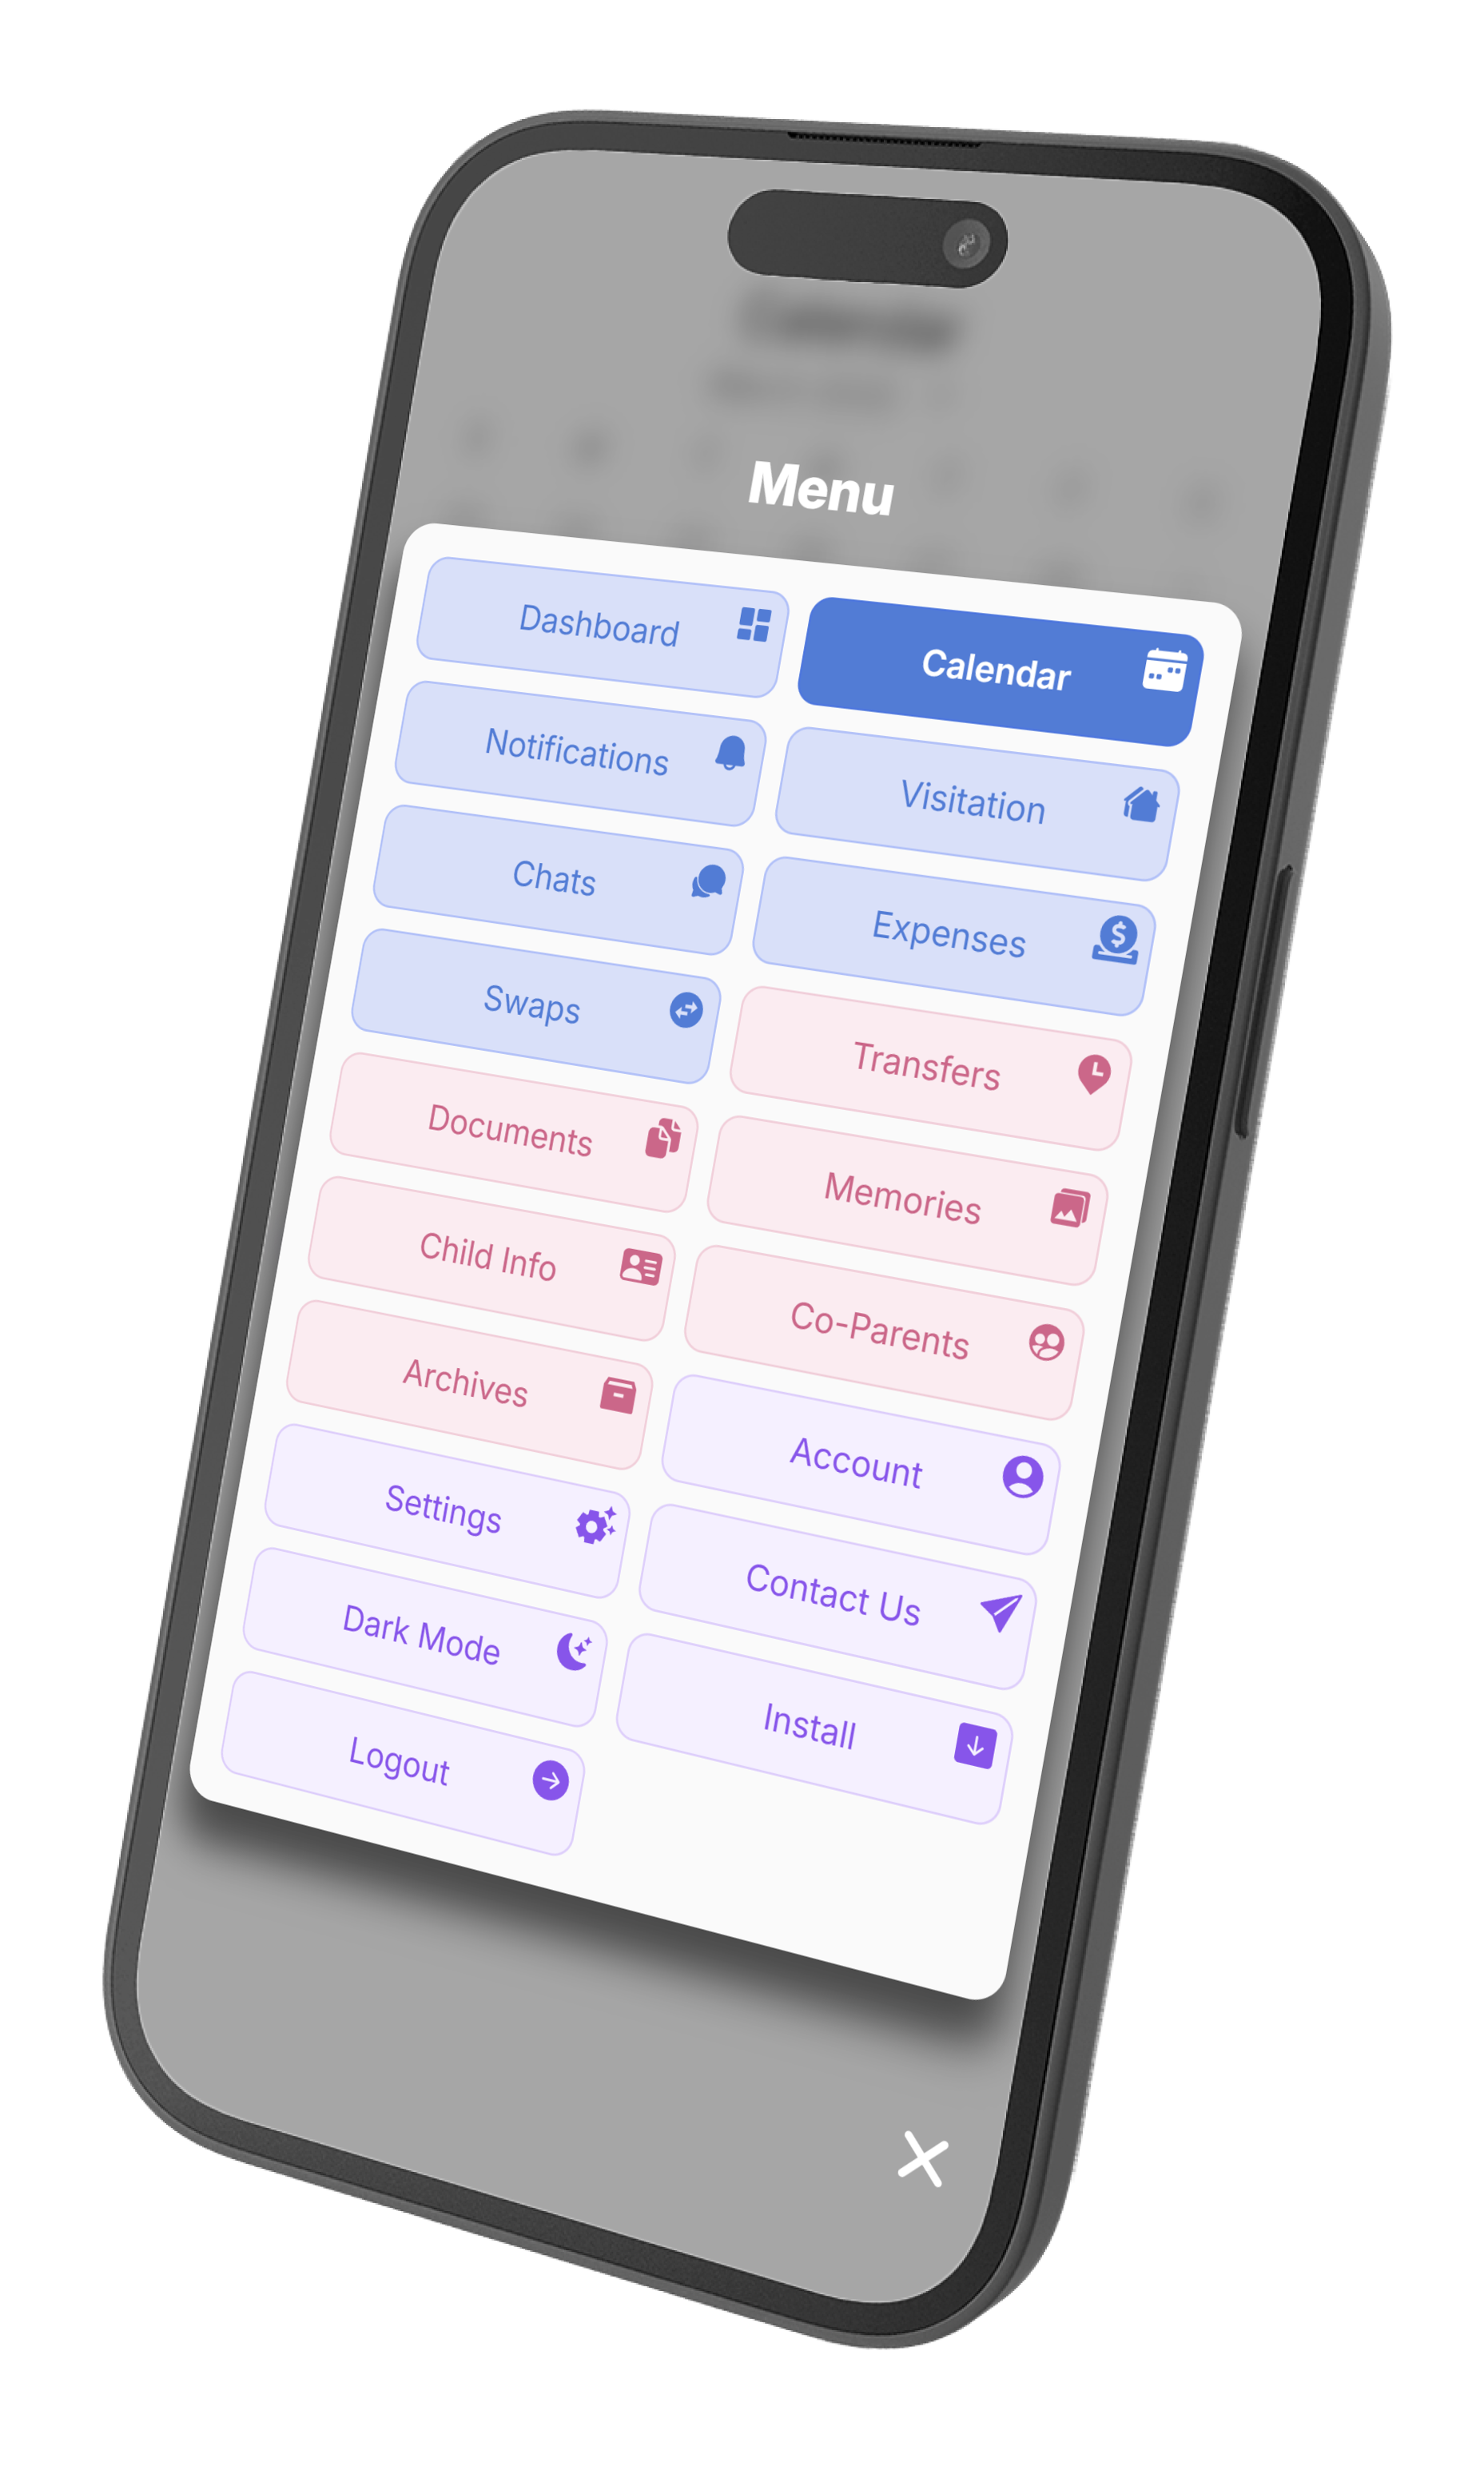 Calendar
Menu
Dashboard
Calendar
Notifications
Visitation
Chats
Expenses
Swaps
Transfers
Documents
Memories
Child Info
Co-Parents
Archives
Account
Settings
Contact Us
Dark Mode
Install
Logout